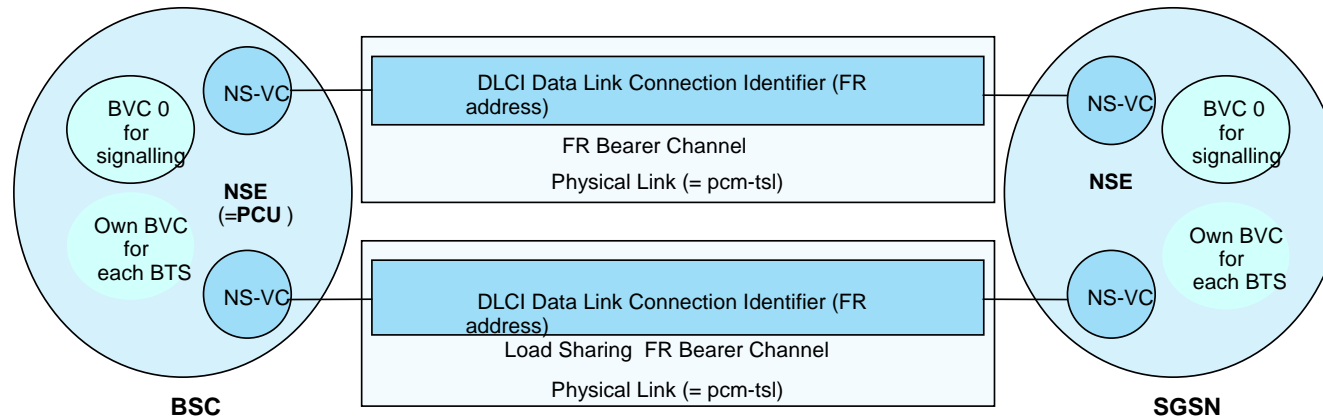 NS-VC
BVC 0
for
signalling
NSE
(=PCU )
Own BVC
for
each BTS
NS-VC
BSC
DLCI Data Link Connection Identifier (FR
address)
FR Bearer Channel
Physical Link (= pcm-tsl)
DLCI Data Link Connection Identifier (FR
address)
Load Sharing FR Bearer Channel
Physical Link (= pcm-tsl)
NS-VC
BVC 0
for
signalling
NSE
Own BVC
for
each BTS
NS-VC
SGSN